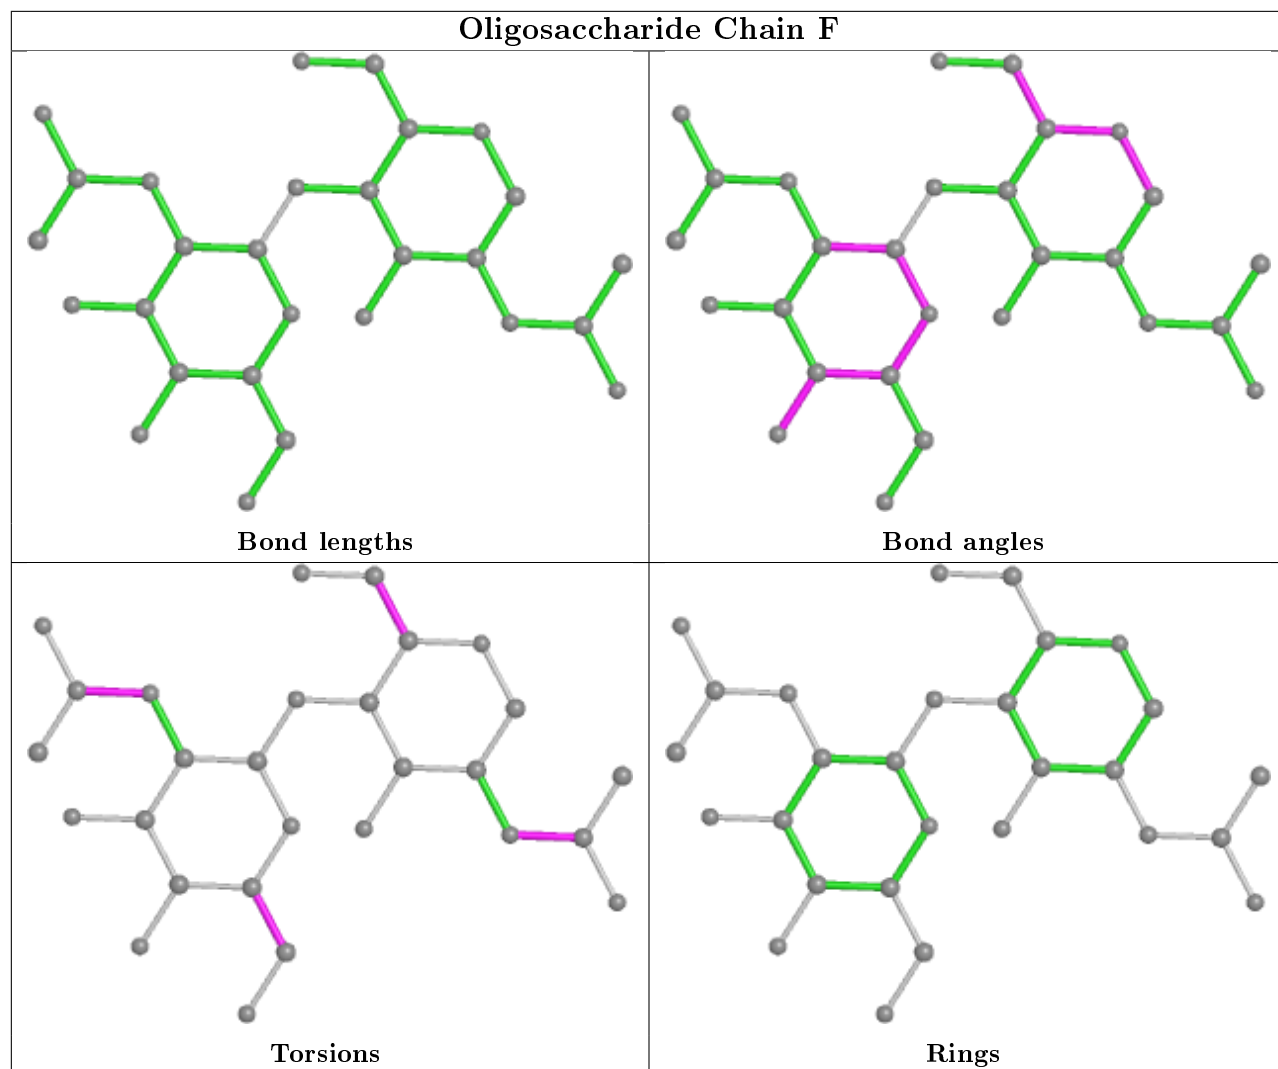 Oligosaccharide Chain F
Bond lengths
Bond angles
Torsions
Rings